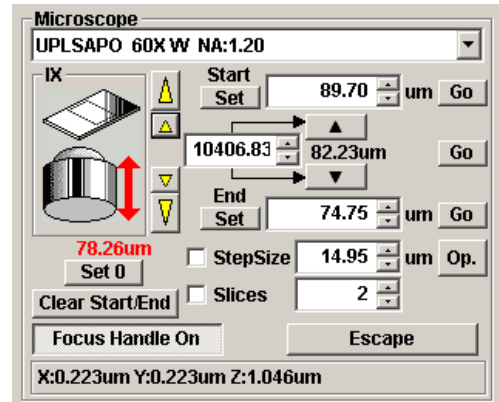 Microscope
UPLSAPO 60X W NA:1.20
IX
Start
Set 89.70 um Go
10406.83 82.23um Go
End
Set 74.75 um Go
78.26um
Set 0
StepSize 14.95 um Op.
Clear Start/End
Slices 2
Focus Handle On Escape
X:0.223um Y:0.223um Z:1.046um